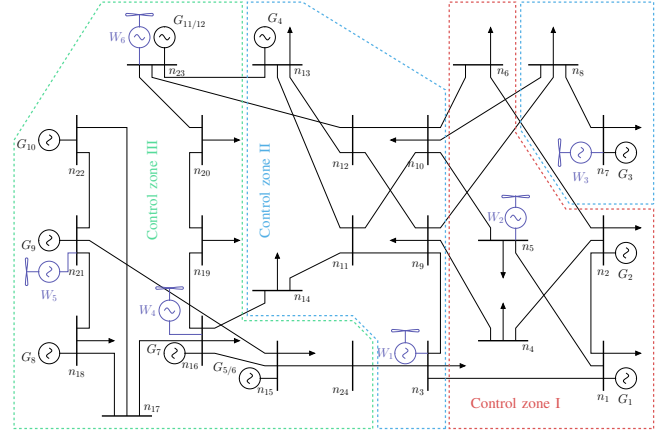 G11/12
G4
W6
n23
n13
n6
n8
G10
n22
n20
n12
n10
W3
n7
G3
Control zone III
Control zone II
G9
n21
W5
n19
n11
n9
W2
n5
n2
G2
n14
W4
G8
n18
G7
n16
G5/6
n15
n24
W1
n3
n4
n1
G1
n17
Control zone I